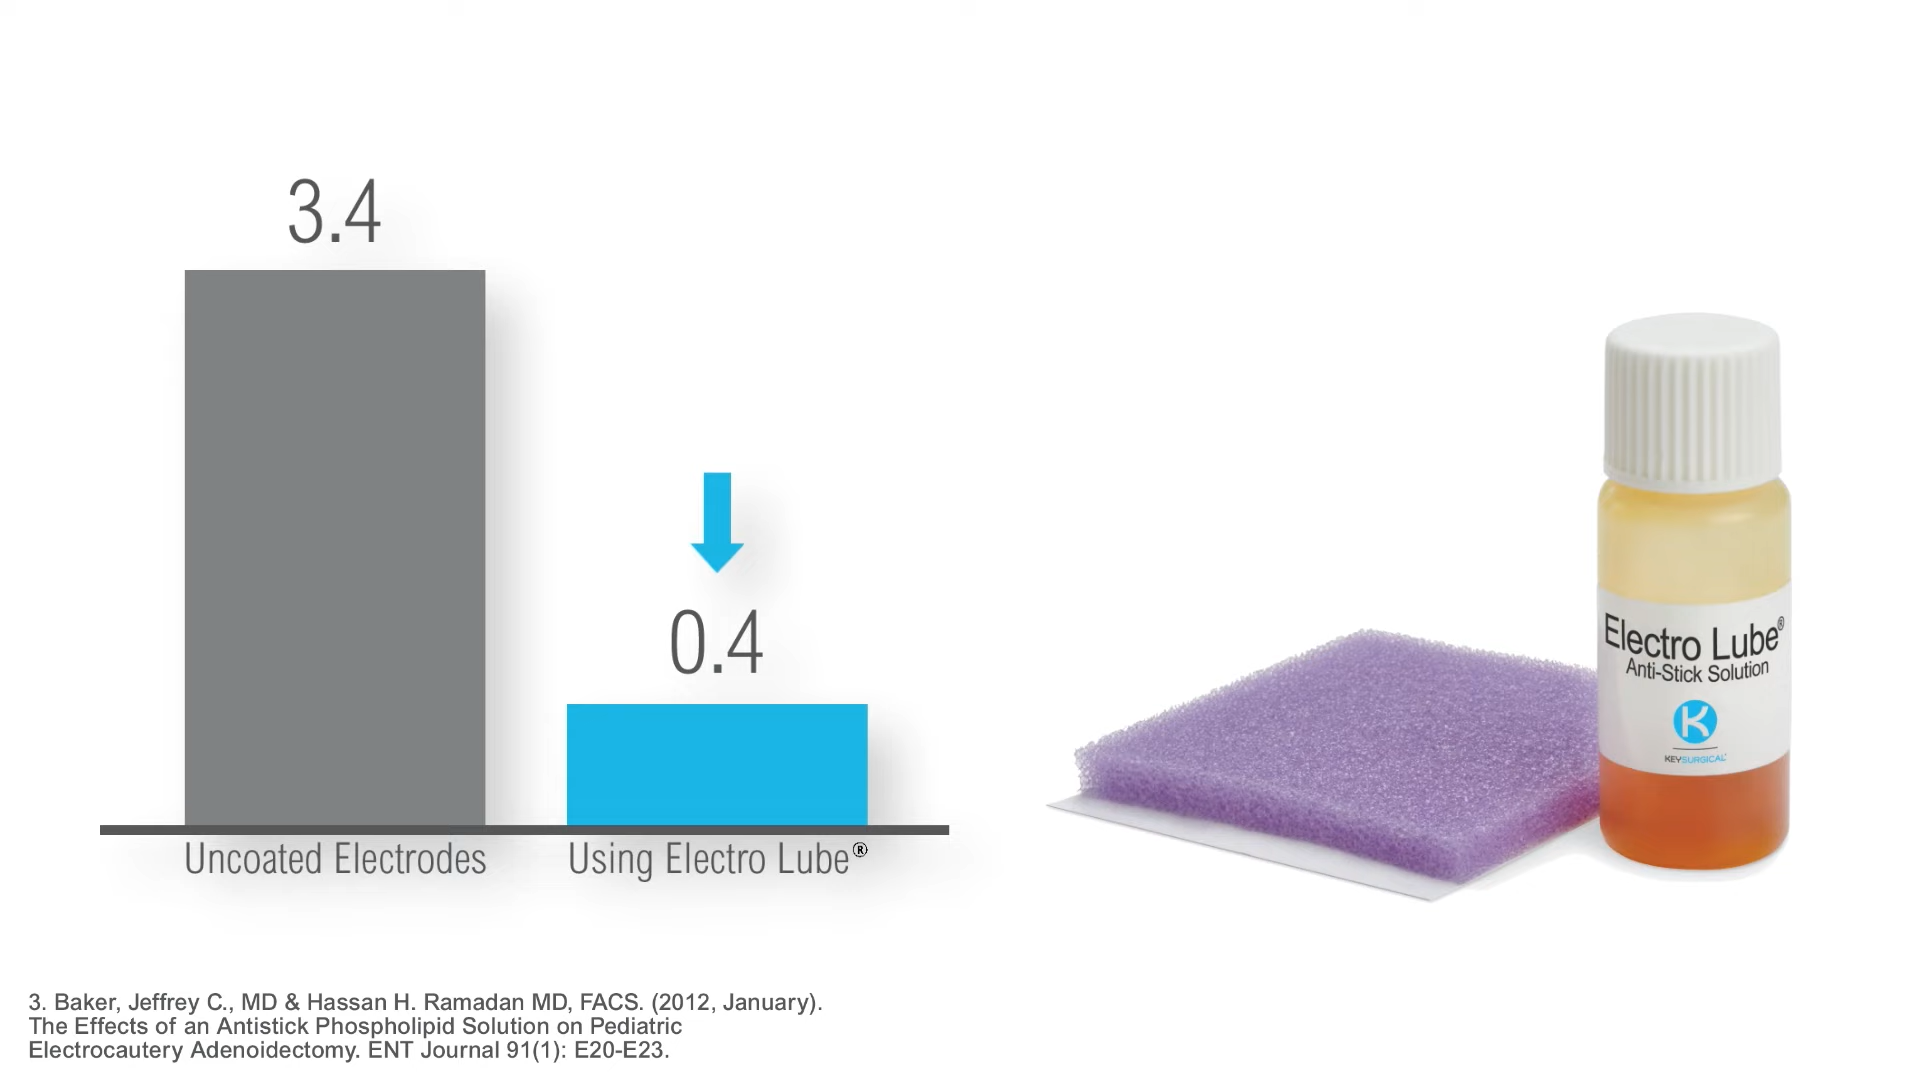 3.4
0.4
Uncoated Electrodes
Using Electro Lube®
Electro Lube®
Anti-Stick Solution
K
KEYSURGICAL
3. Baker, Jeffrey C., MD & Hassan H. Ramadan MD, FACS. (2012, January).
The Effects of an Antistick Phospholipid Solution on Pediatric
Electrocautery Adenoidectomy. ENT Journal 91(1): E20-E23.